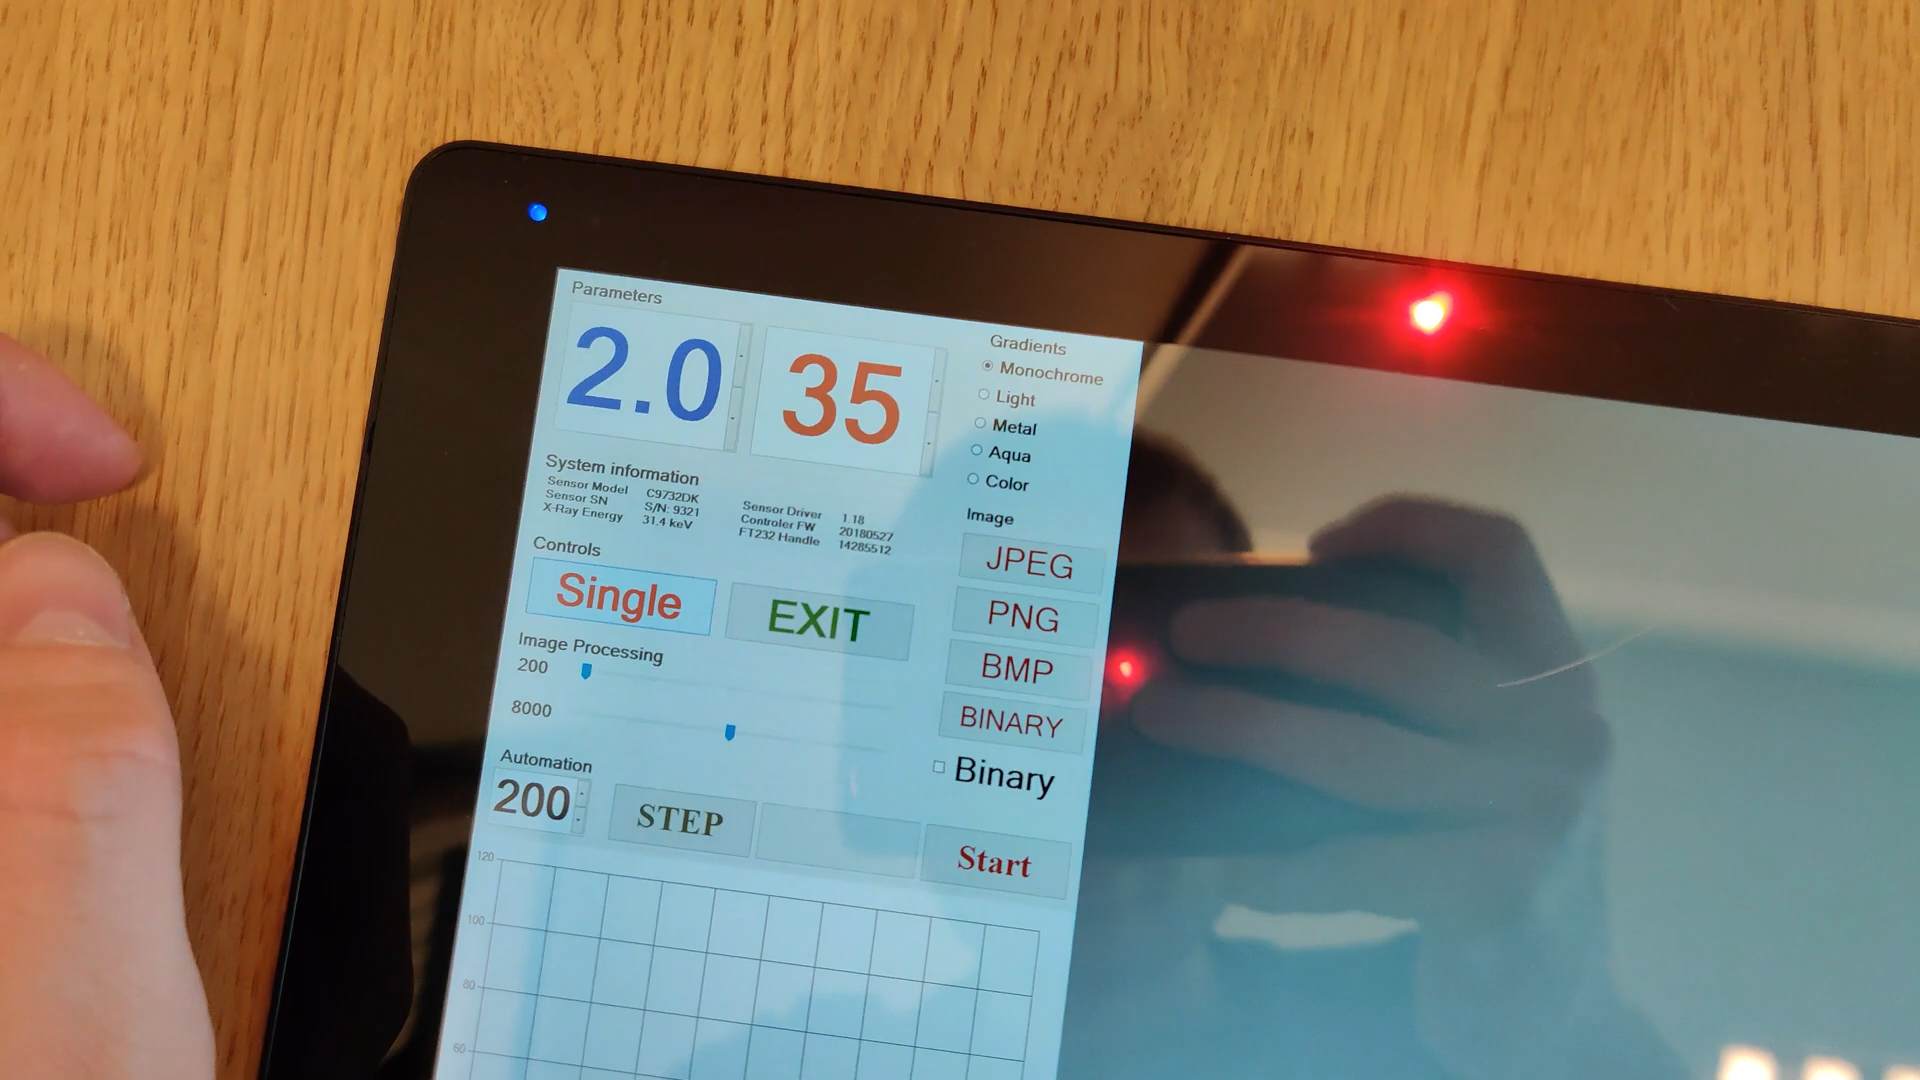 Parameters
2.0
35
Gradients
Monochrome
Light
Metal
Aqua
Color
System information
Sensor Model C9732DK
Sensor SN S/N: 9321
X-Ray Energy 31.4 keV
Sensor Driver 1.18
Controler FW 20180527
FT232 Handle 14285512
Image
JPEG
PNG
BMP
BINARY
Binary
Controls
Single
EXIT
Image Processing
200
8000
Automation
200
STEP
Start
120
100
80
60